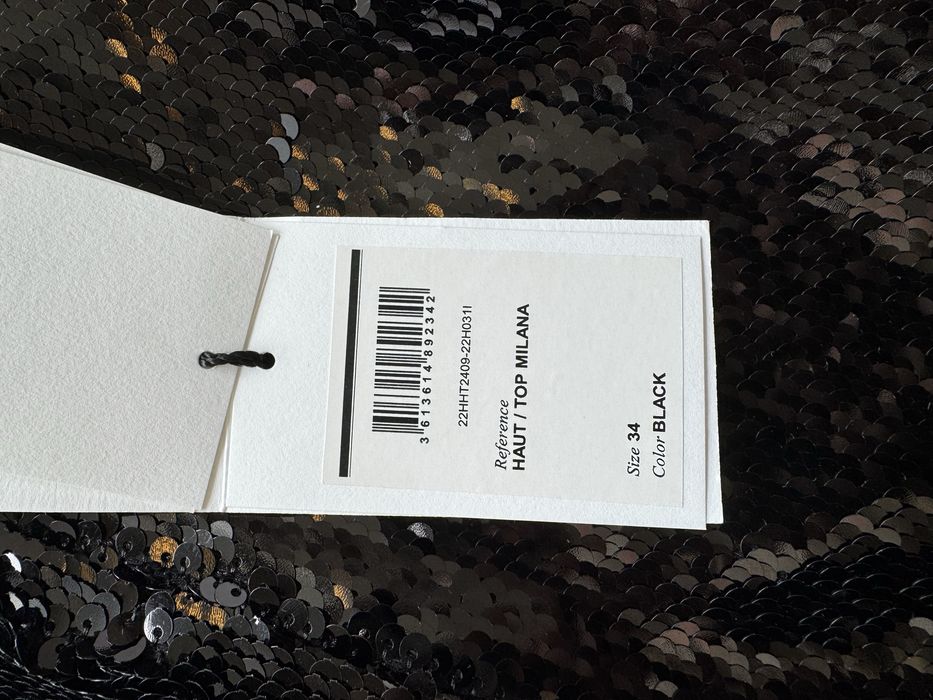 3 613614 892342
22HHT2409-22H031I
Reference
HAUT / TOP MILANA
Size 34
Color BLACK